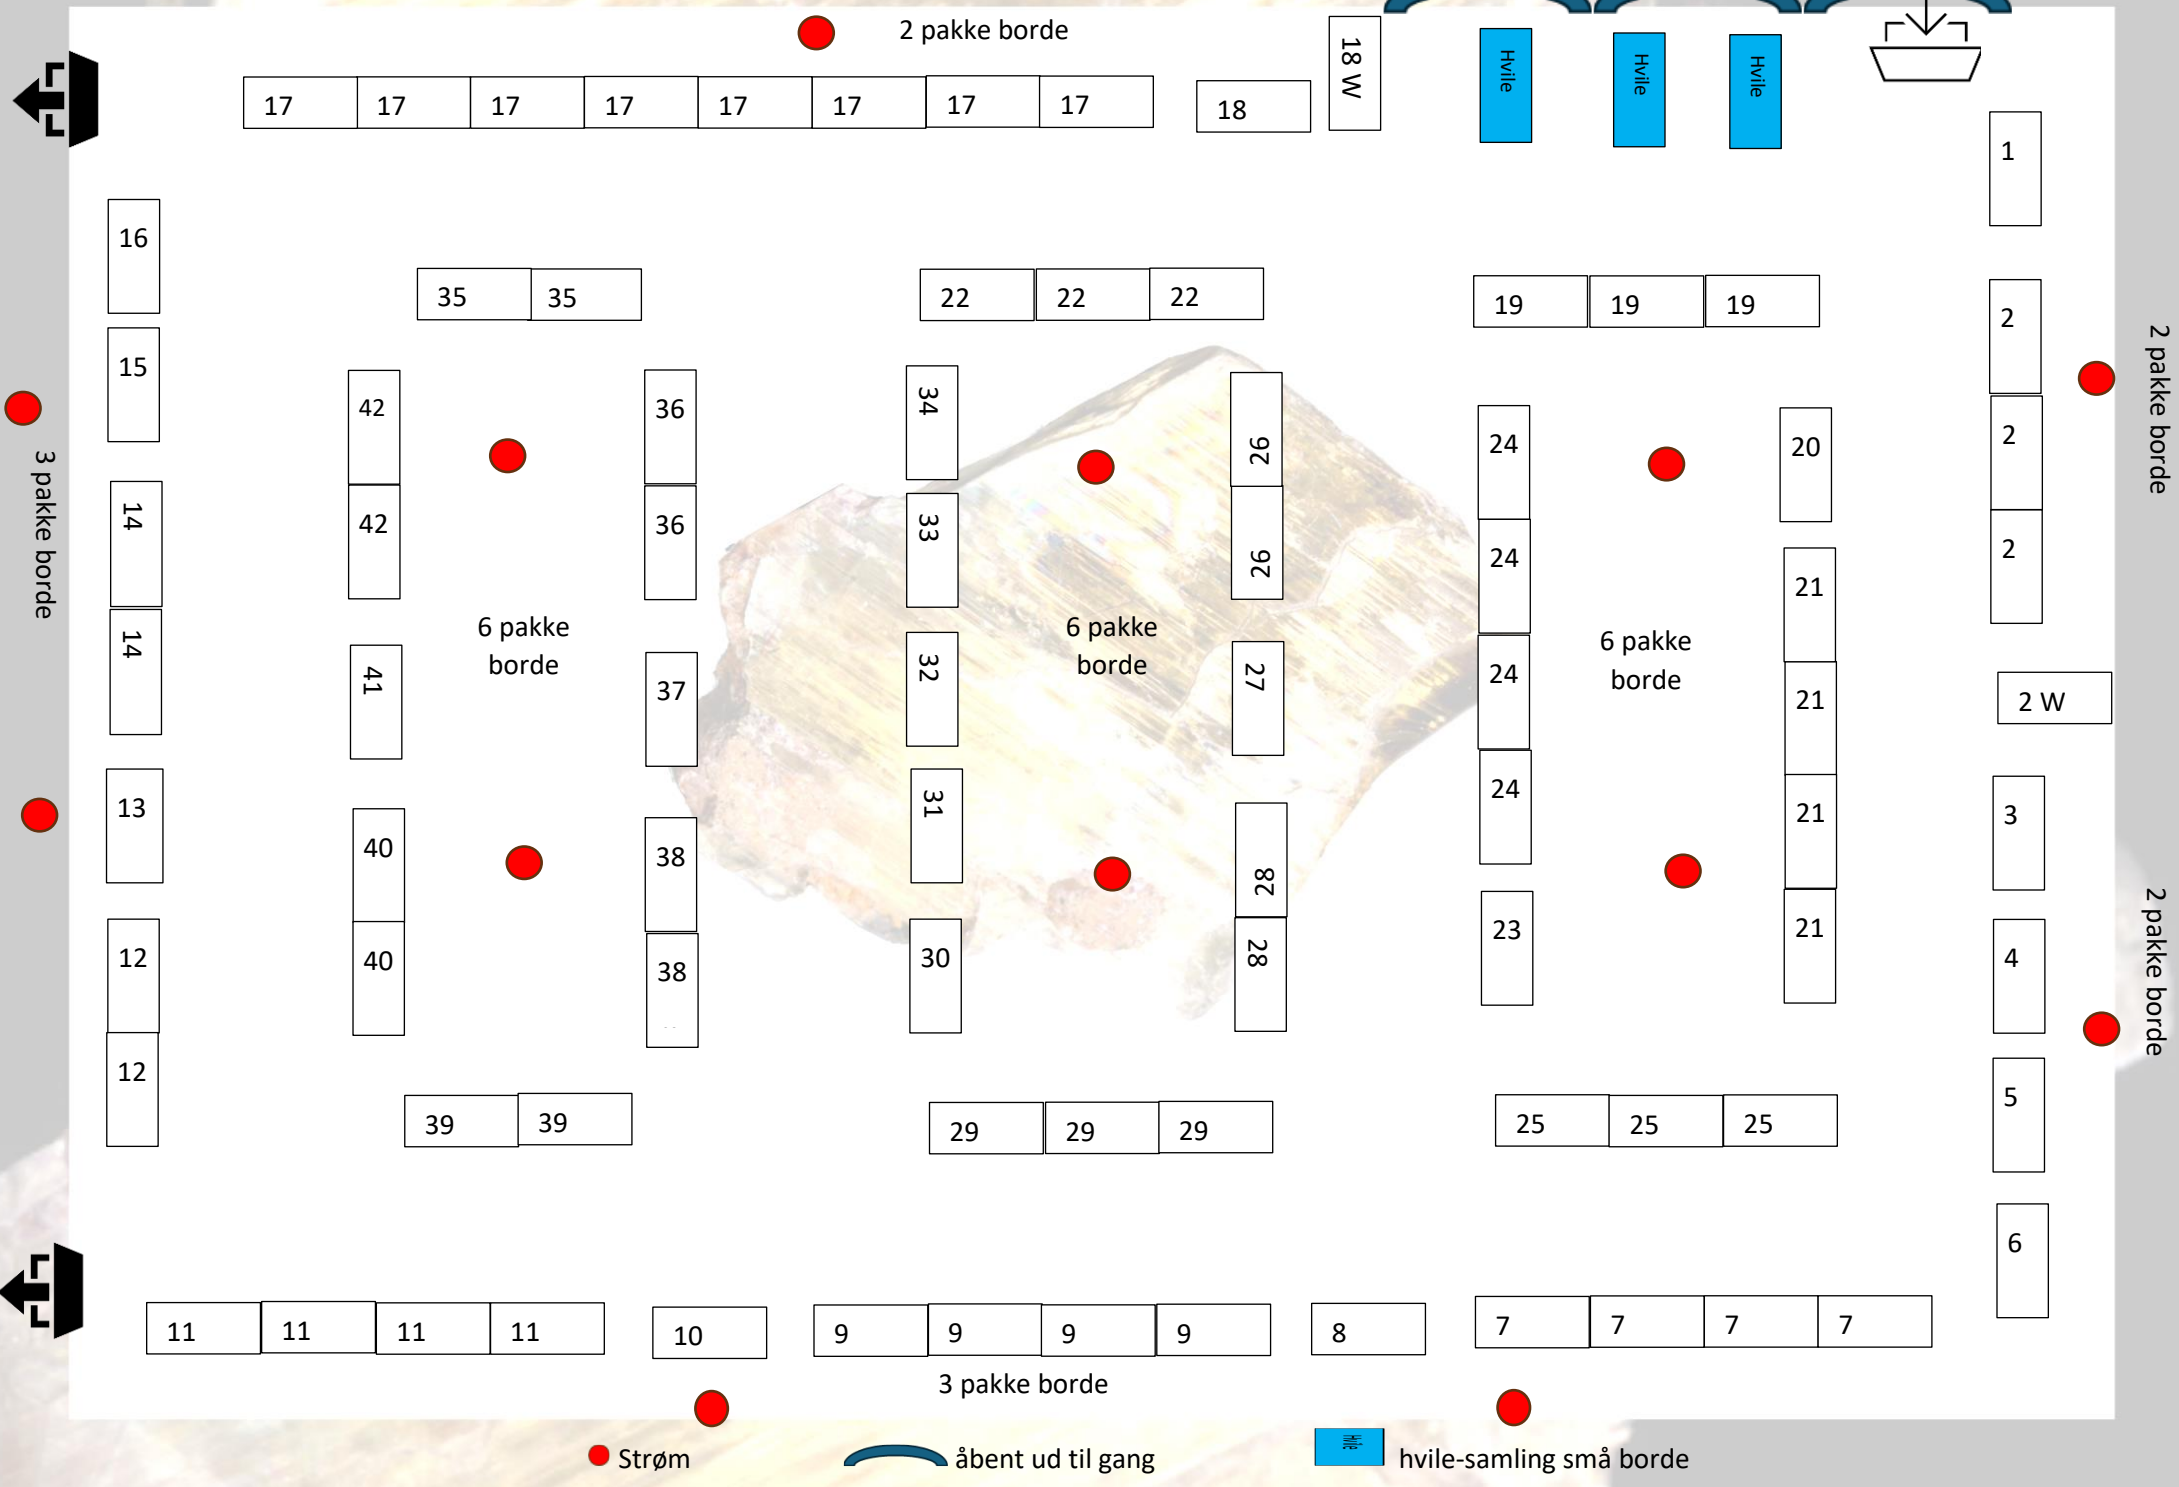 2 pakke borde
18 W
Hvile
Hvile
Hvile
17 17 17 17 17 17 17 17
18
1
16
35 35
22 22 22
19 19 19
2
15
42
36
34
26
24
20
2
2 pakke borde
3 pakke borde
14
42
36
33
26
24
21
2
14
6 pakke
borde
6 pakke
borde
6 pakke
borde
41
37
32
27
24
21
2 W
13
40
38
31
28
24
21
3
12
40
38
30
28
23
21
4
2 pakke borde
12
39 39
29 29 29
25 25 25
5
6
11 11 11 11
10
9 9 9 9
8
7 7 7 7
3 pakke borde
Strøm
åbent ud til gang
Hvile
hvile-samling små borde